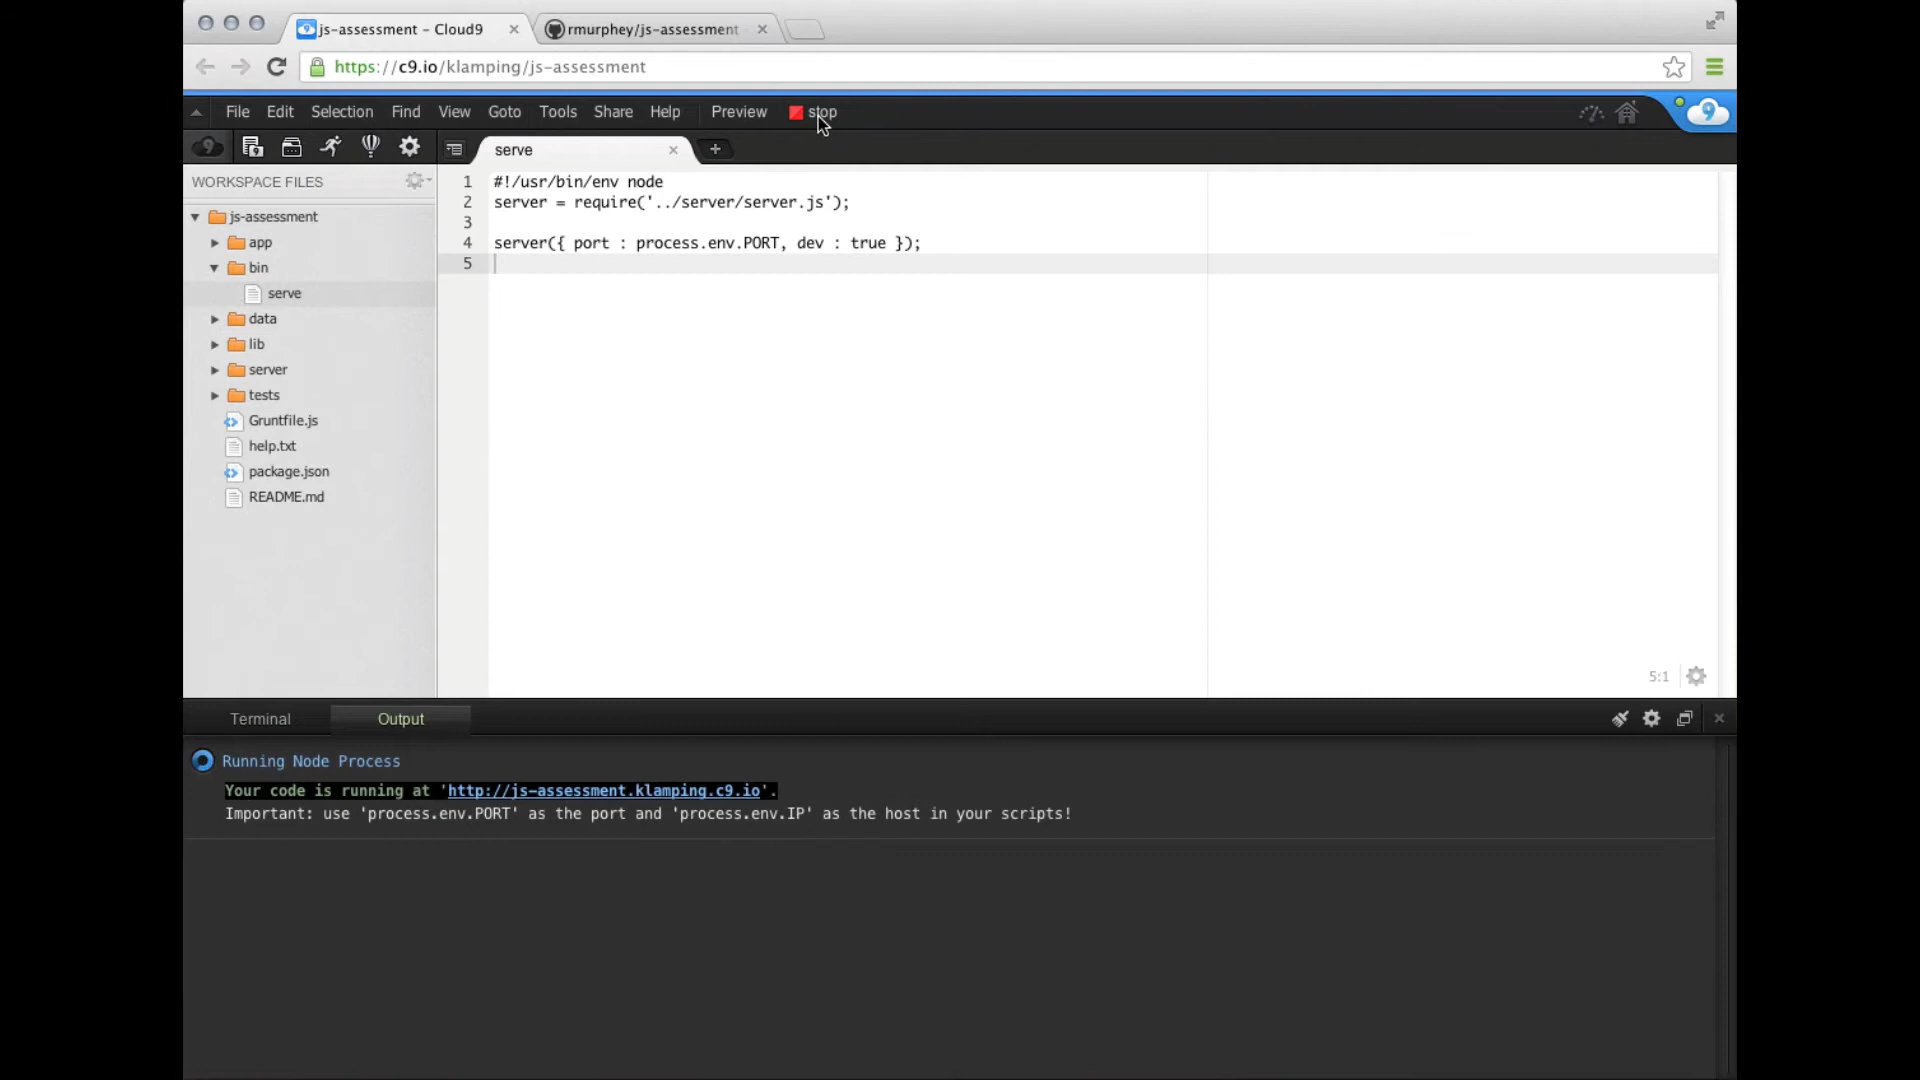 js-assessment - Cloud9
rmurphey/js-assessment
https://c9.io/klamping/js-assessment
File Edit Selection Find View Goto Tools Share Help Preview stop
9
9
serve
WORKSPACE FILES
js-assessment
app
bin
serve
data
lib
server
tests
Gruntfile.js
help.txt
package.json
README.md
1 #!/usr/bin/env node
2 server = require('../server/server.js');
3
4 server({ port : process.env.PORT, dev : true });
5
5:1
Terminal Output
Running Node Process
Your code is running at 'http://js-assessment.klamping.c9.io'.
Important: use 'process.env.PORT' as the port and 'process.env.IP' as the host in your scripts!